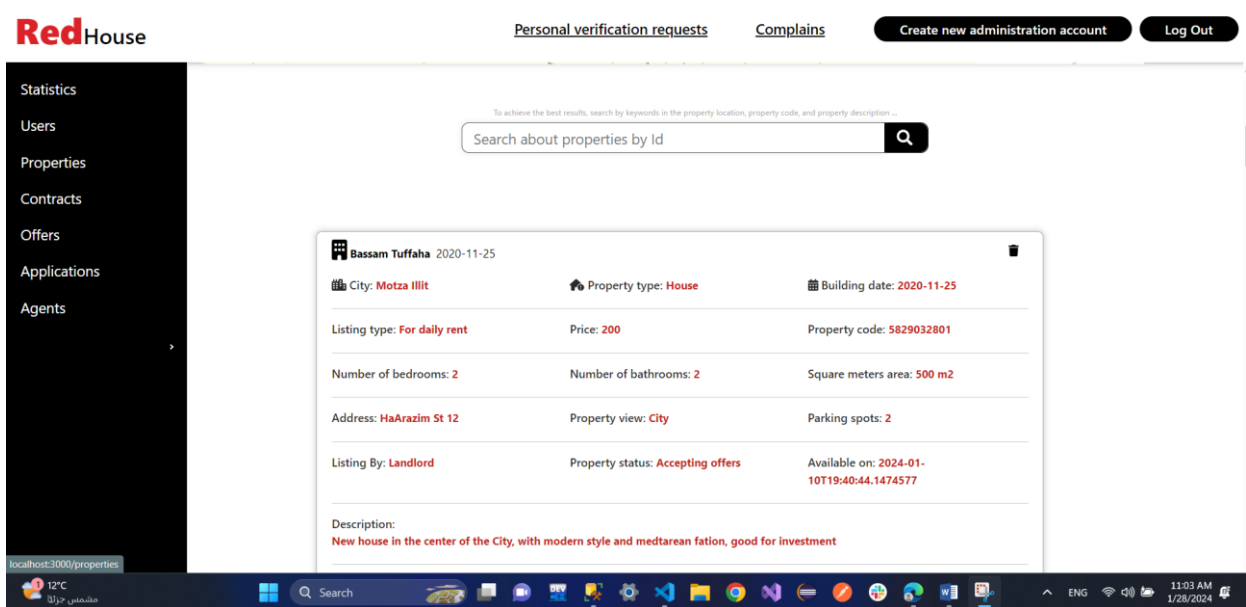 RedHouse
Personal verification requests
Complains
Create new administration account
Log Out
Statistics
Users
Properties
Contracts
Offers
Applications
Agents
To achieve the best results, search by keywords in the property location, property code, and property description ...
Search about properties by Id
Bassam Tuffaha 2020-11-25
City: Motza Illit
Property type: House
Building date: 2020-11-25
Listing type: For daily rent
Price: 200
Property code: 5829032801
Number of bedrooms: 2
Number of bathrooms: 2
Square meters area: 500 m2
Address: HaArazim St 12
Property view: City
Parking spots: 2
Listing By: Landlord
Property status: Accepting offers
Available on: 2024-01-
10T19:40:44.1474577
Description:
New house in the center of the City, with modern style and medtarean fation, good for investment
localhost:3000/properties
1
12°C
مشمس جزئيًا
Search
DEV
ENG
11:03 AM
1/28/2024